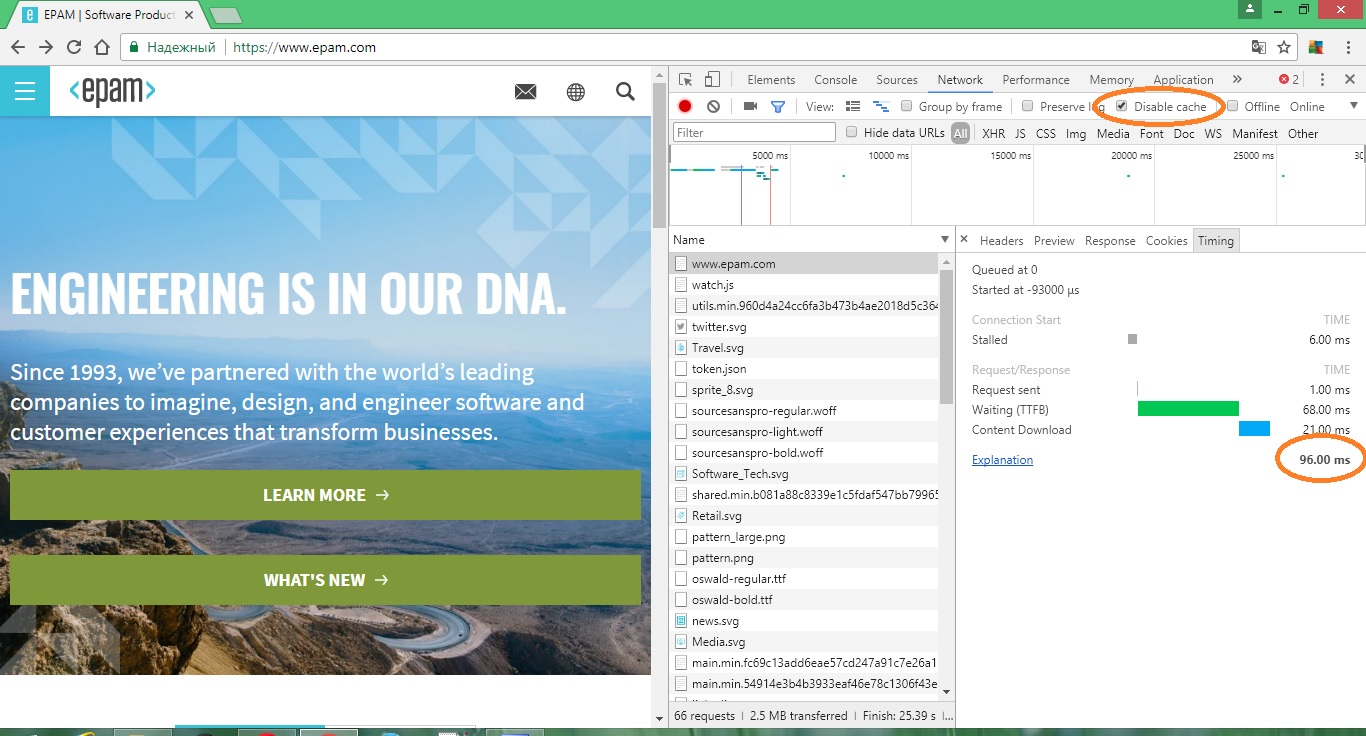 EPAM | Software Product
Надежный
https://www.epam.com
<epam>
ENGINEERING IS IN OUR DNA.
Since 1993, we've partnered with the world's leading
companies to imagine, design, and engineer software and
customer experiences that transform businesses.
LEARN MORE →
WHAT'S NEW →
Elements Console Sources Network Performance Memory Application » 2
View: Group by frame Preserve log Disable cache Offline Online
Filter Hide data URLs All XHR JS CSS Img Media Font Doc WS Manifest Other
5000 ms 10000 ms 15000 ms 20000 ms 25000 ms 30
Name
www.epam.com
watch.js
utils.min.960d4a24cc6fa3b473b4ae2018d5c364
twitter.svg
Travel.svg
token.json
sprite_8.svg
sourcesanspro-regular.woff
sourcesanspro-light.woff
sourcesanspro-bold.woff
Software_Tech.svg
shared.min.b081a88c8339e1c5fdaf547bb79965
Retail.svg
pattern_large.png
pattern.png
oswald-regular.ttf
oswald-bold.ttf
news.svg
Media.svg
main.min.fc69c13add6eae57cd247a91c7e26a1
main.min.54914e3b4b3933eaf46e78c1306f43e
66 requests | 2.5 MB transferred | Finish: 25.39 s |...
Headers Preview Response Cookies Timing
Queued at 0
Started at -93000 µs
Connection Start TIME
Stalled 6.00 ms
Request/Response TIME
Request sent 1.00 ms
Waiting (TTFB) 68.00 ms
Content Download 21.00 ms
Explanation 96.00 ms